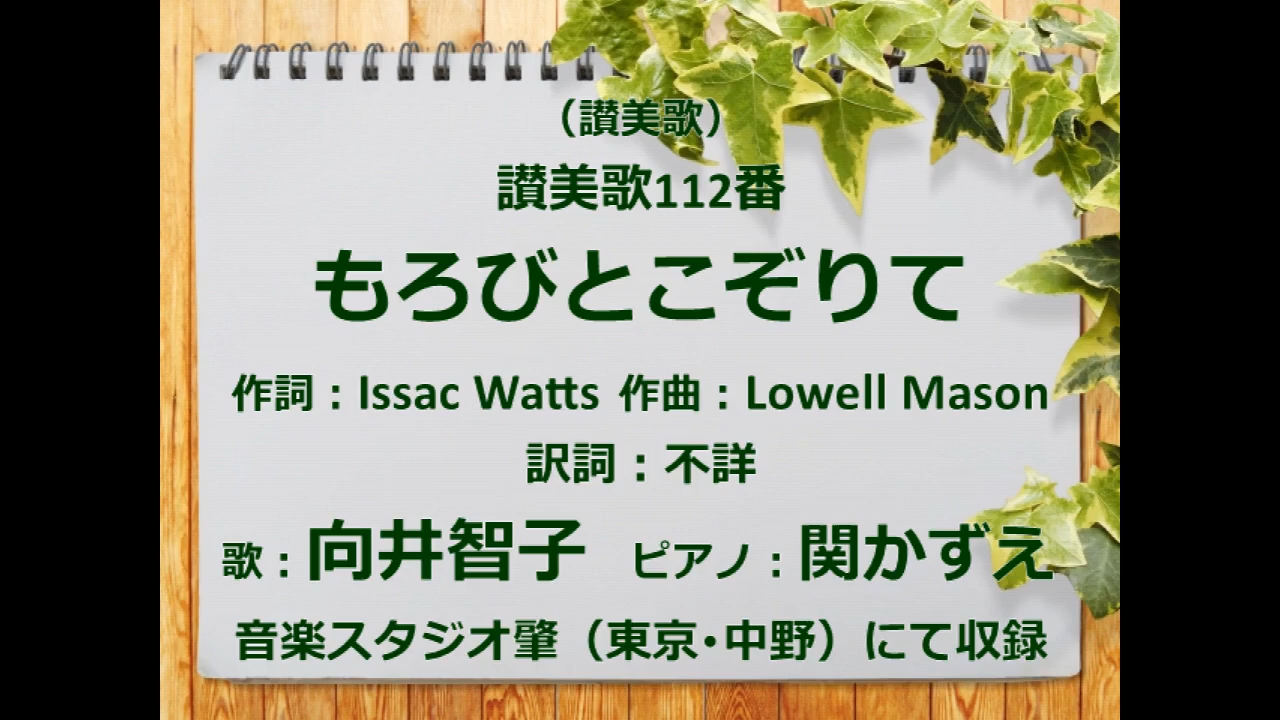 （讃美歌）
讃美歌112番
もろびとこぞりて
作詞：Issac Watts 作曲：Lowell Mason
訳詞：不詳
歌：向井智子 ピアノ：関かずえ
音楽スタジオ肇（東京・中野）にて収録